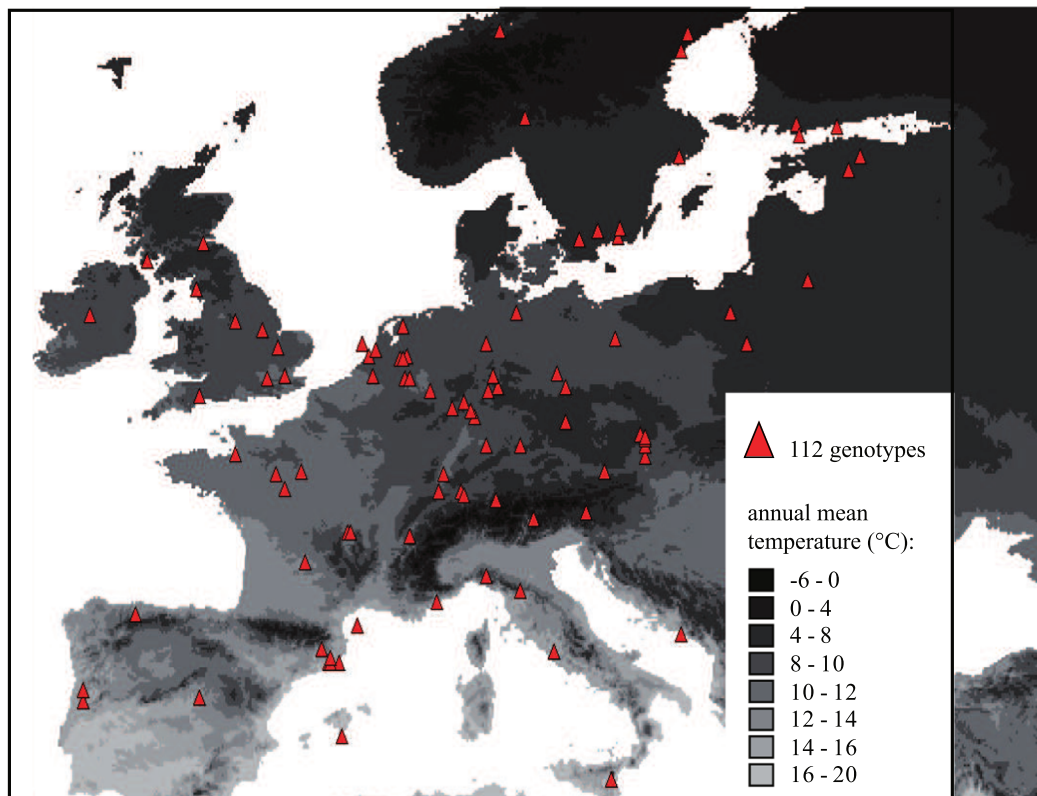 112 genotypes
annual mean
temperature (°C):
-6 - 0
0 - 4
4 - 8
8 - 10
10 - 12
12 - 14
14 - 16
16 - 20